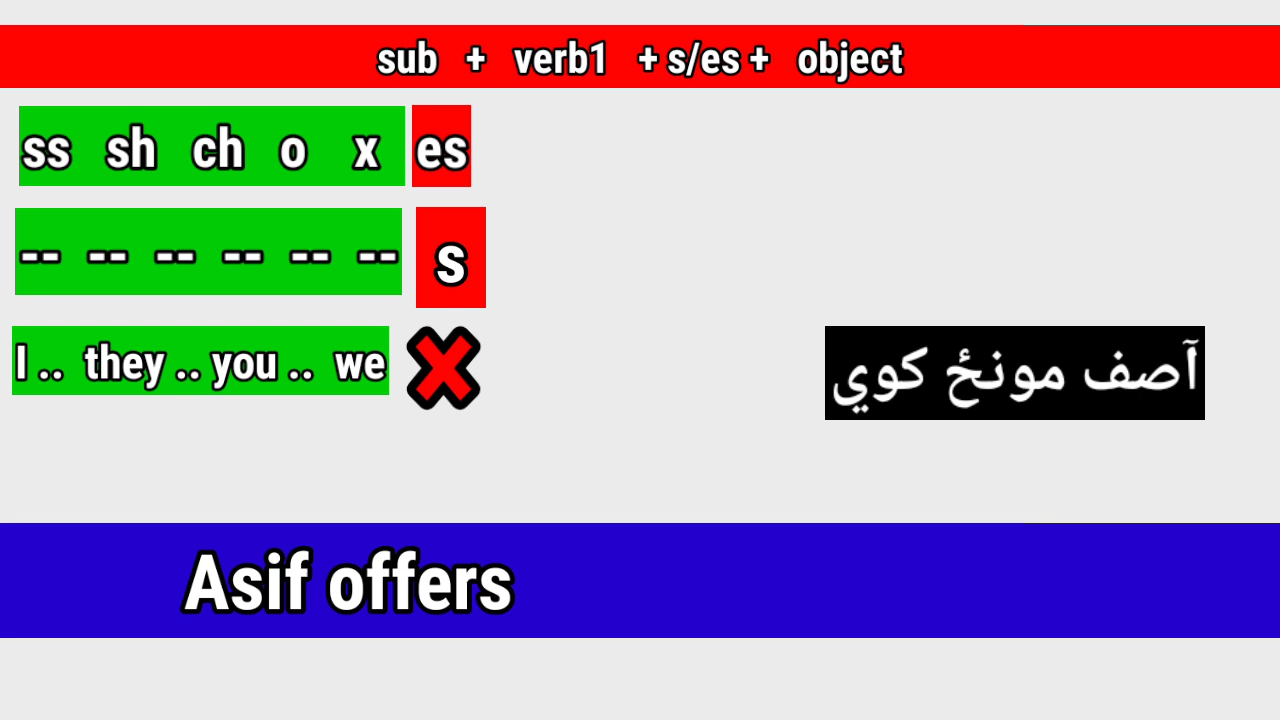 sub + verb1 + s/es + object
ss sh ch o x es
-- -- -- -- -- -- s
I .. they .. you .. we
آصف مونځ کوي
Asif offers